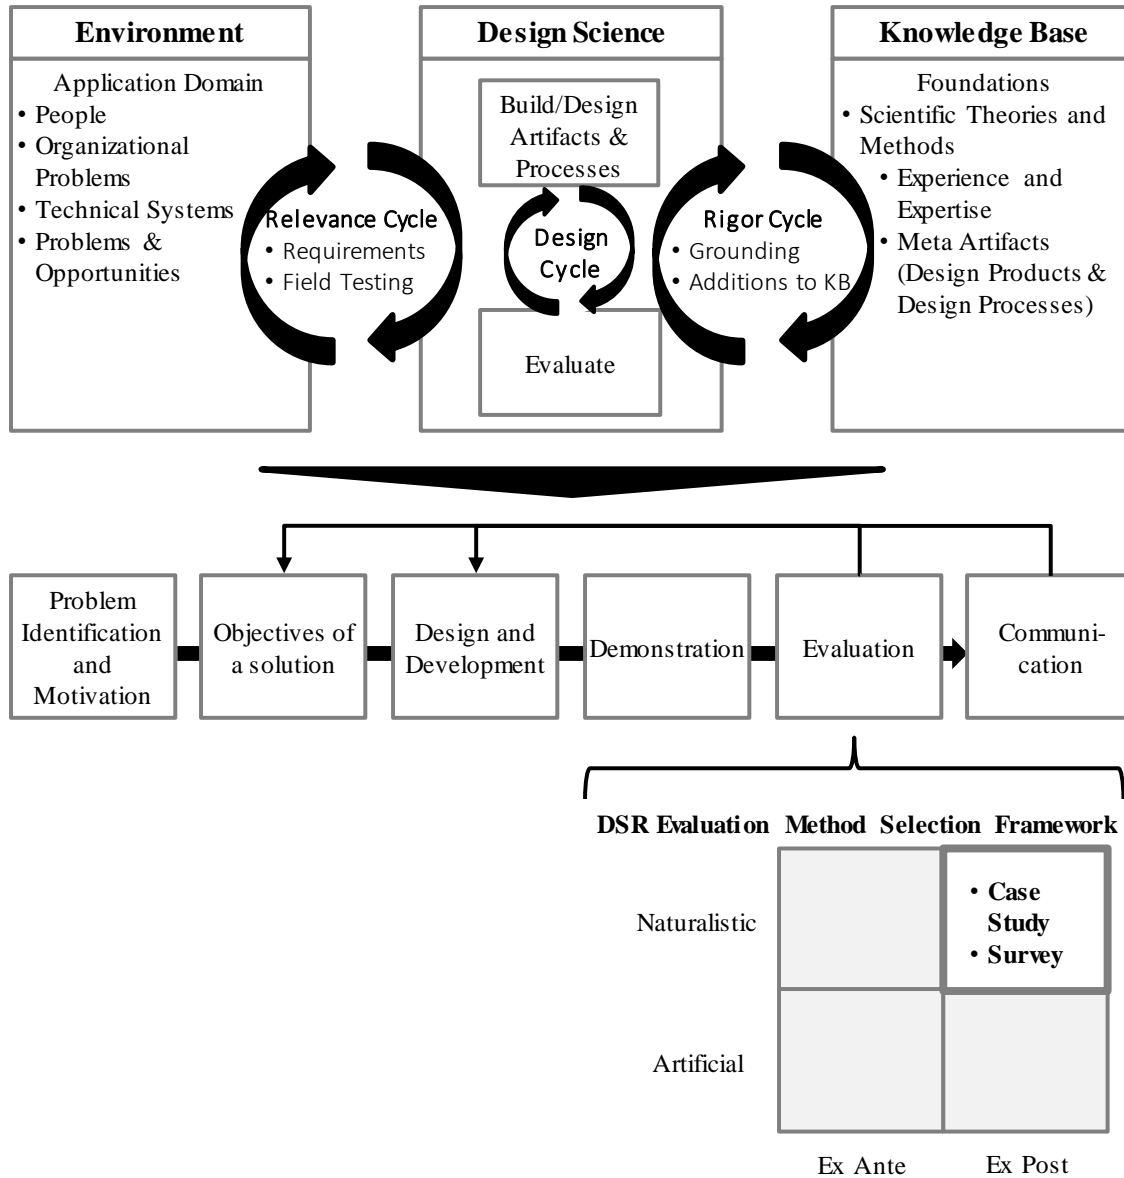 Environment
Application Domain
• People
• Organizational
Problems
• Technical Systems
• Problems &
Opportunities
Relevance Cycle
• Requirements
• Field Testing
Design Science
Build/Design
Artifacts &
Processes
Design
Cycle
Evaluate
Rigor Cycle
• Grounding
• Additions to KB
Knowledge Base
Foundations
• Scientific Theories and
Methods
• Experience and
Expertise
• Meta Artifacts
(Design Products &
Design Processes)
Problem
Identification
and
Motivation
Objectives of
a solution
Design and
Development
Demonstration
Evaluation
Communi-
cation
DSR Evaluation Method Selection Framework
Naturalistic
• Case
Study
• Survey
Artificial
Ex Ante
Ex Post